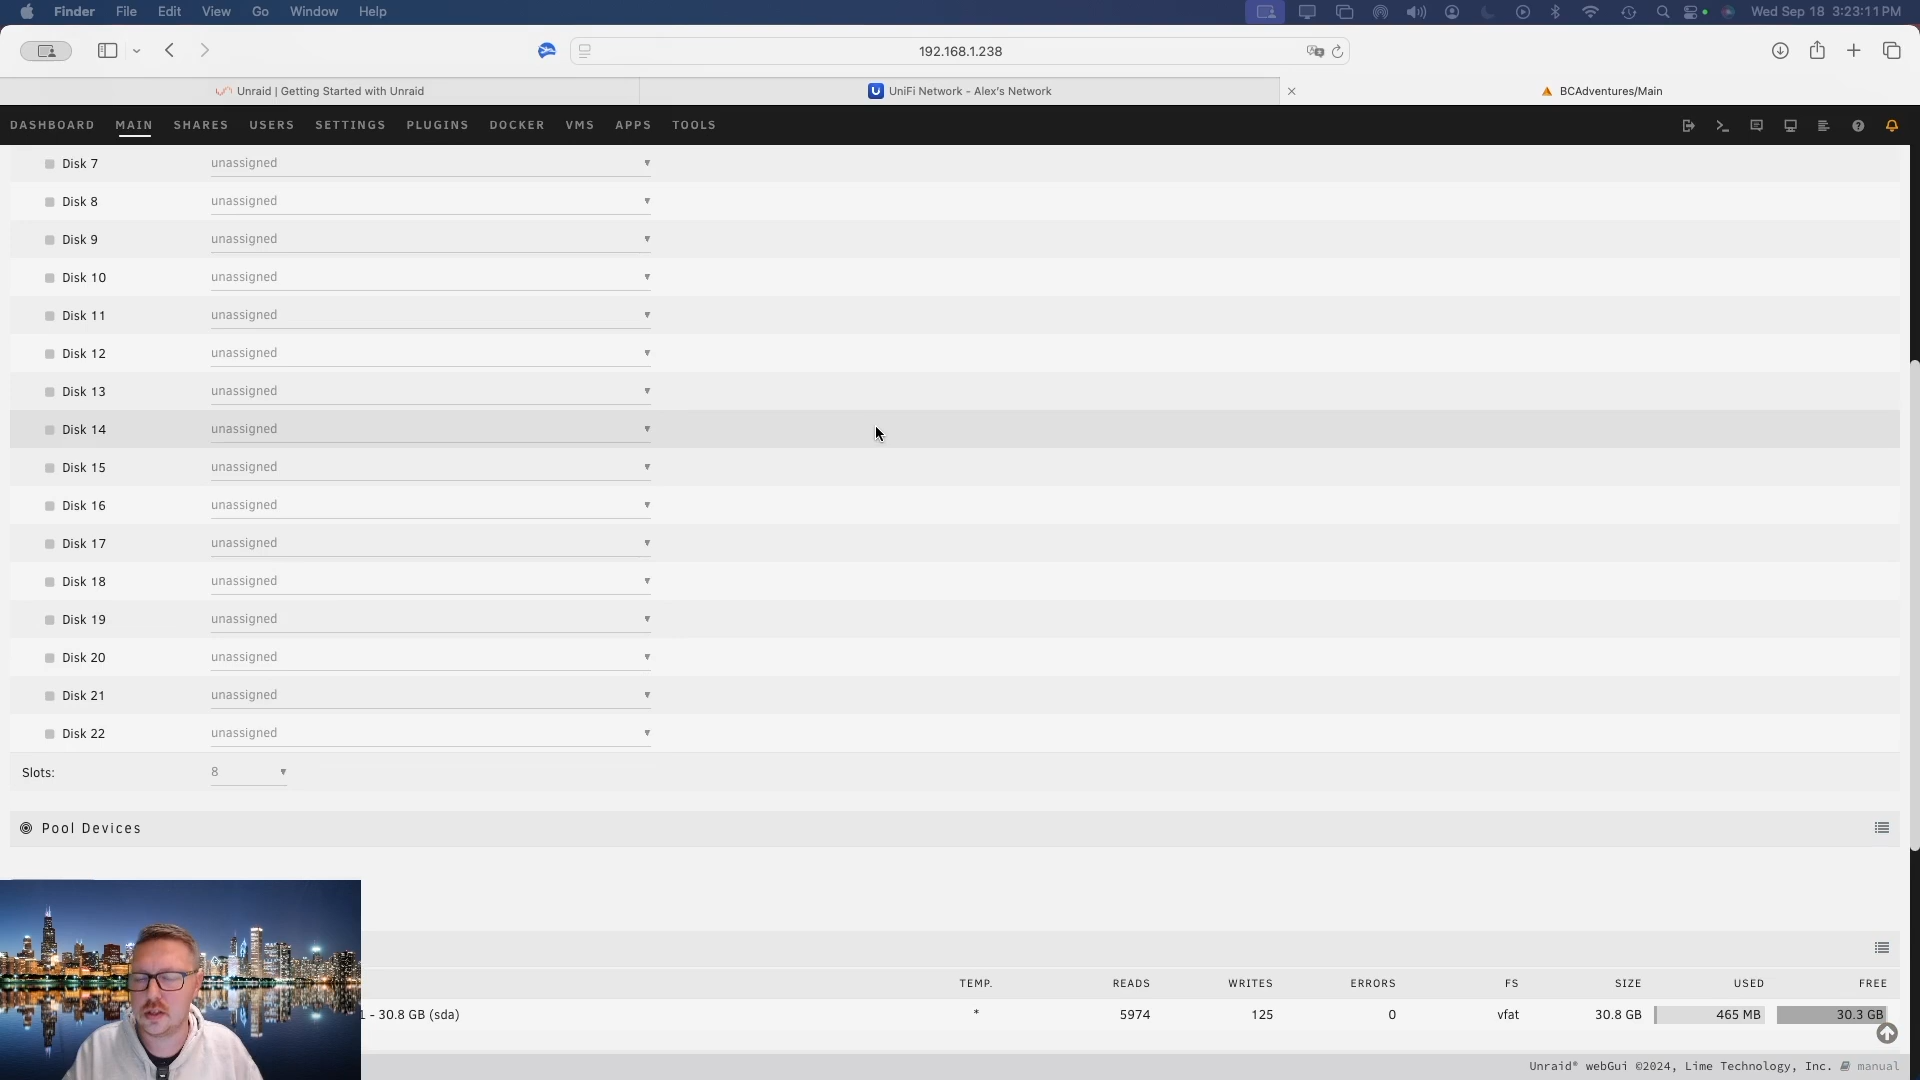 Finder File Edit View Go Window Help Wed Sep 18 3:23:11 PM
192.168.1.238
Unraid | Getting Started with Unraid UniFi Network - Alex's Network BCAdventures/Main
DASHBOARD MAIN SHARES USERS SETTINGS PLUGINS DOCKER VMS APPS TOOLS
Disk 7 unassigned
Disk 8 unassigned
Disk 9 unassigned
Disk 10 unassigned
Disk 11 unassigned
Disk 12 unassigned
Disk 13 unassigned
Disk 14 unassigned
Disk 15 unassigned
Disk 16 unassigned
Disk 17 unassigned
Disk 18 unassigned
Disk 19 unassigned
Disk 20 unassigned
Disk 21 unassigned
Disk 22 unassigned
Slots: 8
Pool Devices
TEMP. READS WRITES ERRORS FS SIZE USED FREE
1 - 30.8 GB (sda) * 5974 125 0 vfat 30.8 GB 465 MB 30.3 GB
Unraid® webGui ©2024, Lime Technology, Inc. manual